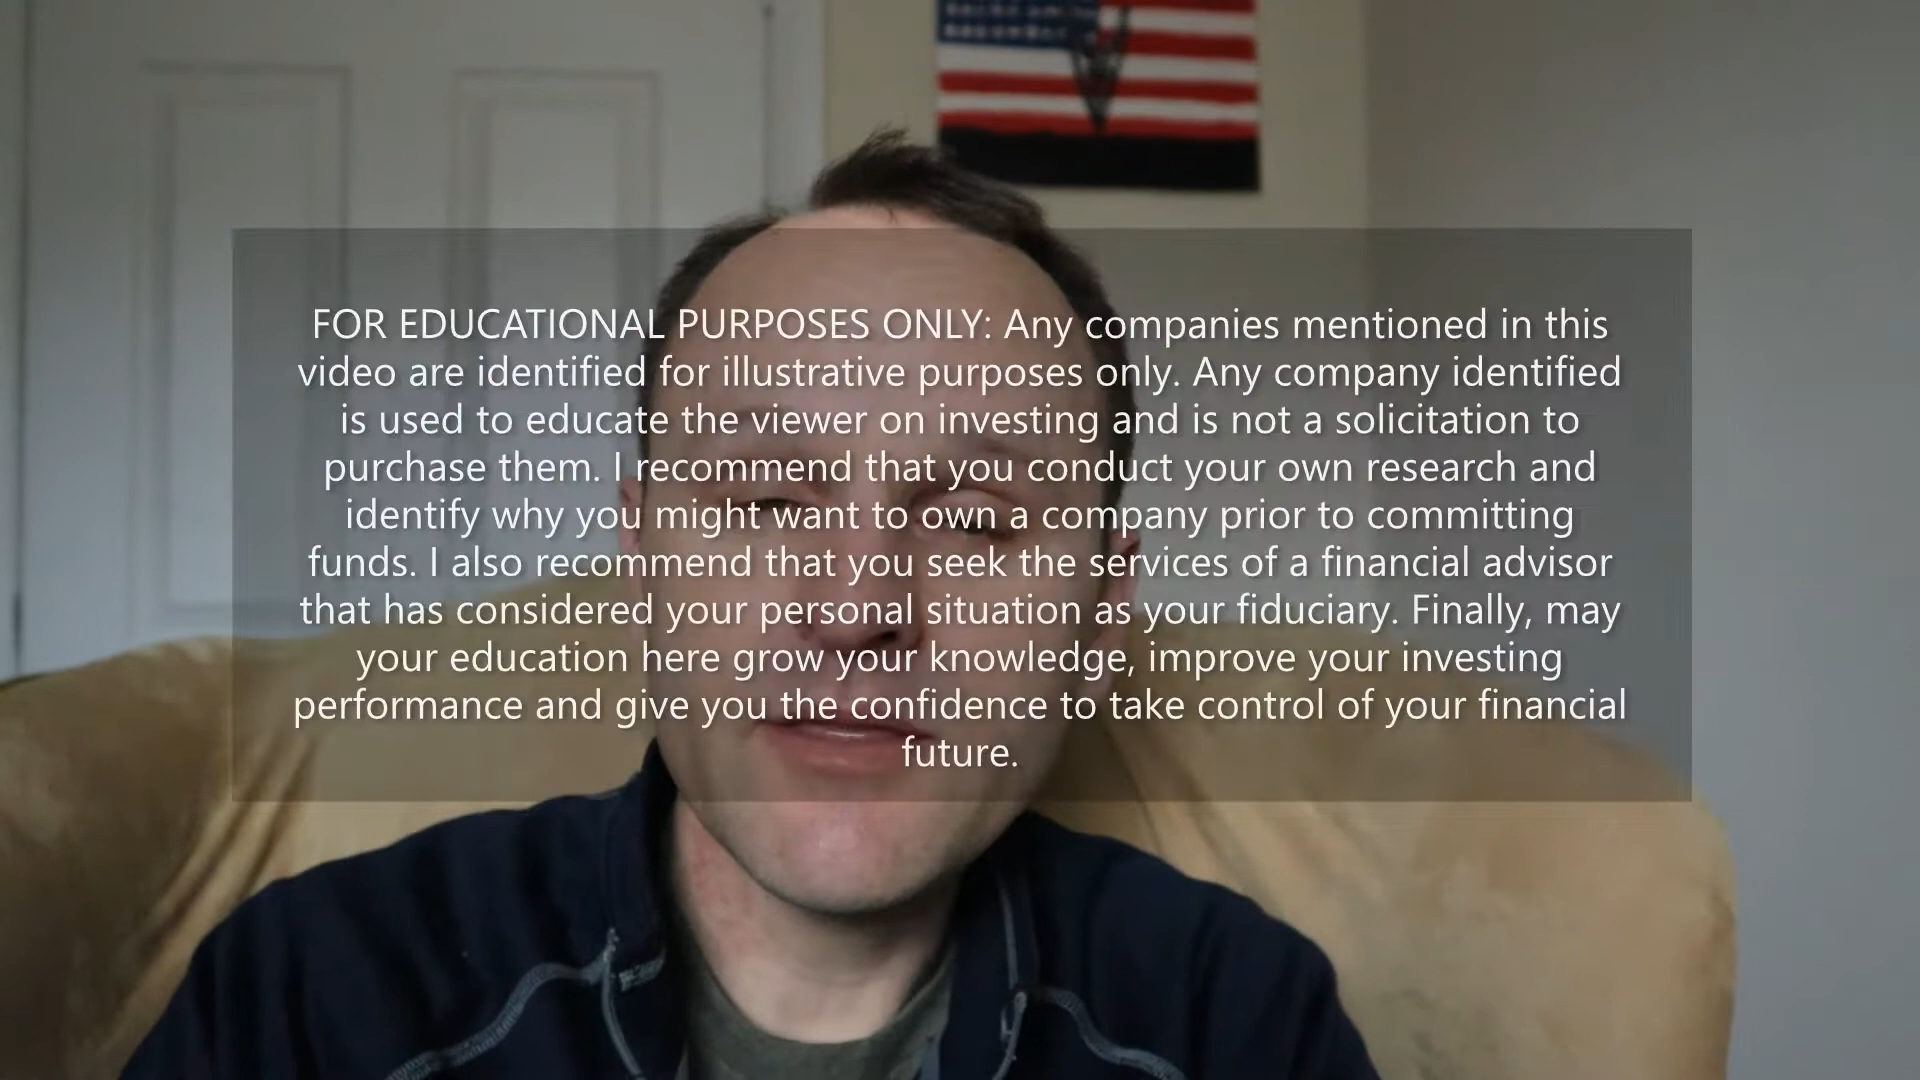 FOR EDUCATIONAL PURPOSES ONLY: Any companies mentioned in this
video are identified for illustrative purposes only. Any company identified
is used to educate the viewer on investing and is not a solicitation to
purchase them. I recommend that you conduct your own research and
identify why you might want to own a company prior to committing
funds. I also recommend that you seek the services of a financial advisor
that has considered your personal situation as your fiduciary. Finally, may
your education here grow your knowledge, improve your investing
performance and give you the confidence to take control of your financial
future.